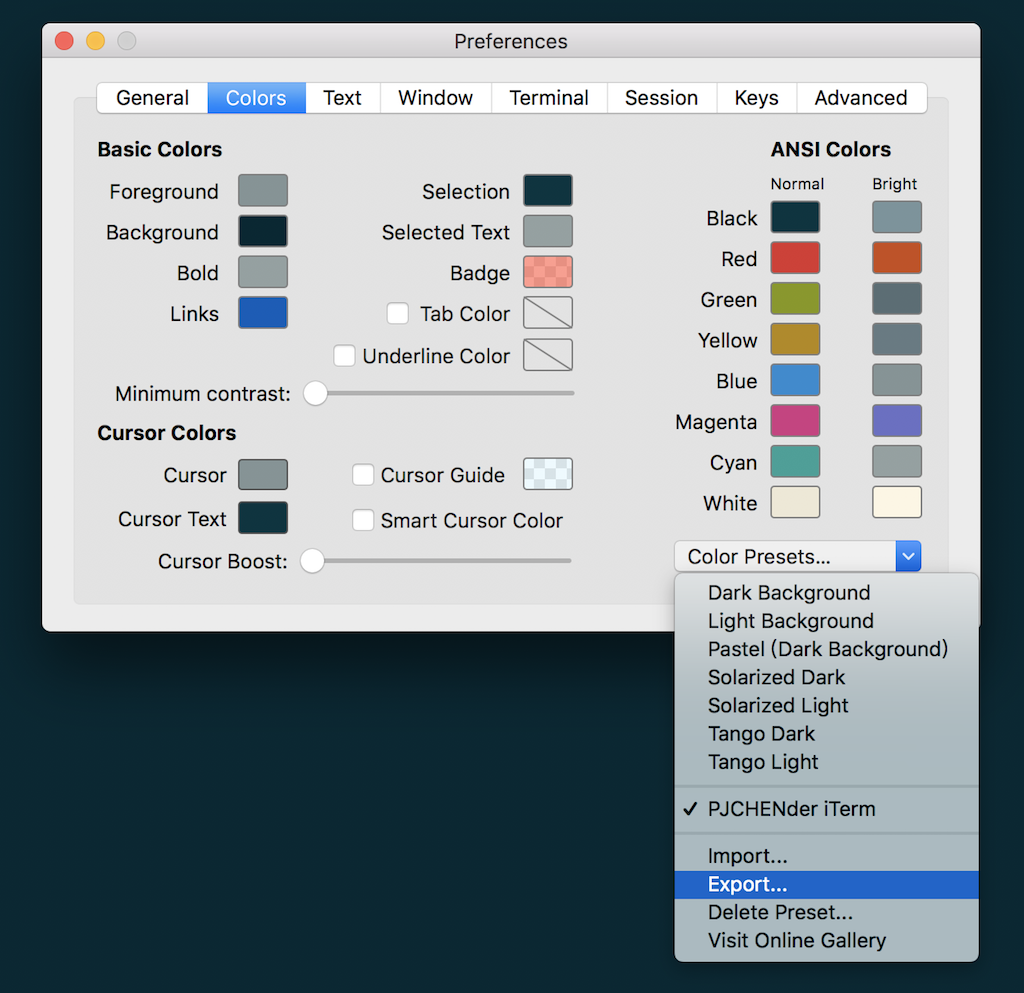 Preferences
General Colors Text Window Terminal Session Keys Advanced
Basic Colors
Foreground
Background
Bold
Links
Selection
Selected Text
Badge
Tab Color
Underline Color
Minimum contrast:
Cursor Colors
Cursor
Cursor Text
Cursor Guide
Smart Cursor Color
Cursor Boost:
ANSI Colors
Normal Bright
Black
Red
Green
Yellow
Blue
Magenta
Cyan
White
Color Presets...
Dark Background
Light Background
Pastel (Dark Background)
Solarized Dark
Solarized Light
Tango Dark
Tango Light
PJCHENder iTerm
Import...
Export...
Delete Preset...
Visit Online Gallery